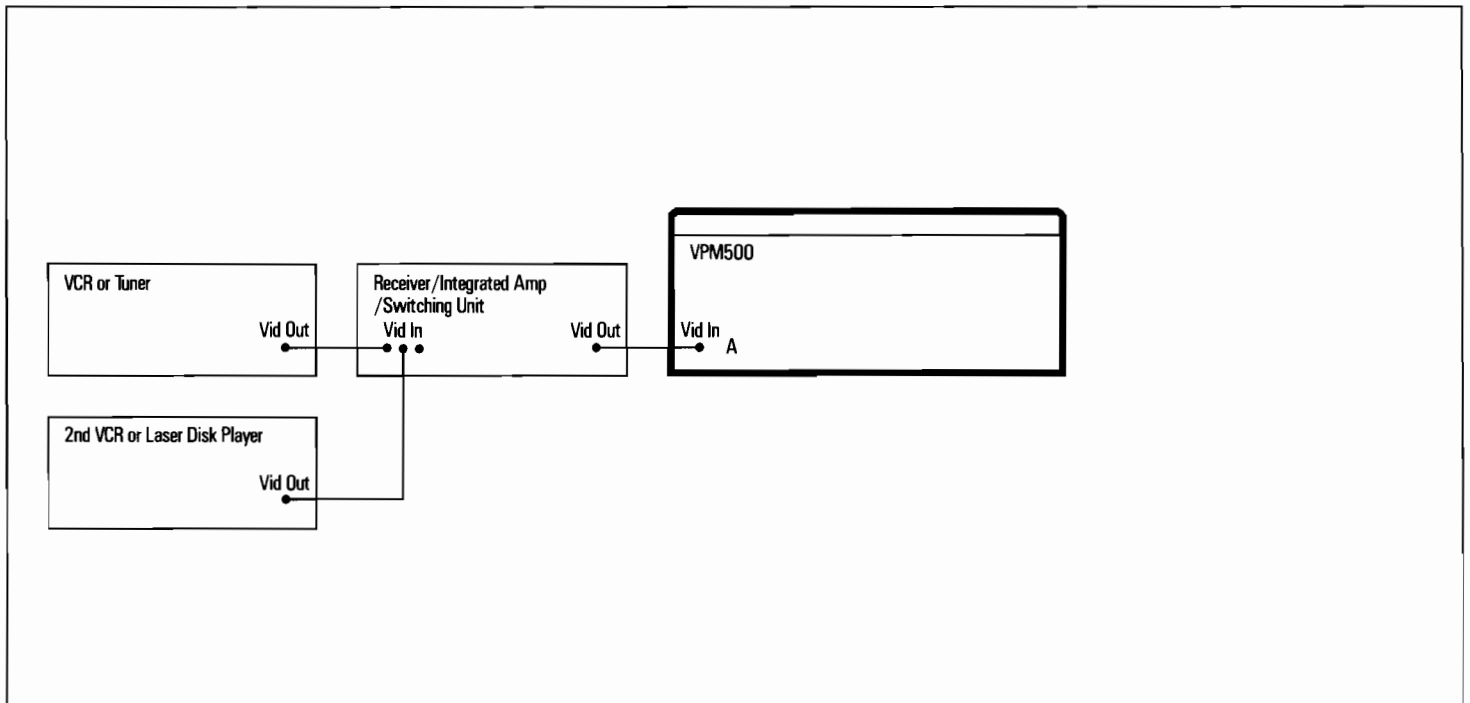 VPM500
VCR or Tuner
Vid Out
Receiver/Integrated Amp
/Switching Unit
Vid In
Vid Out
Vid In
A
2nd VCR or Laser Disk Player
Vid Out